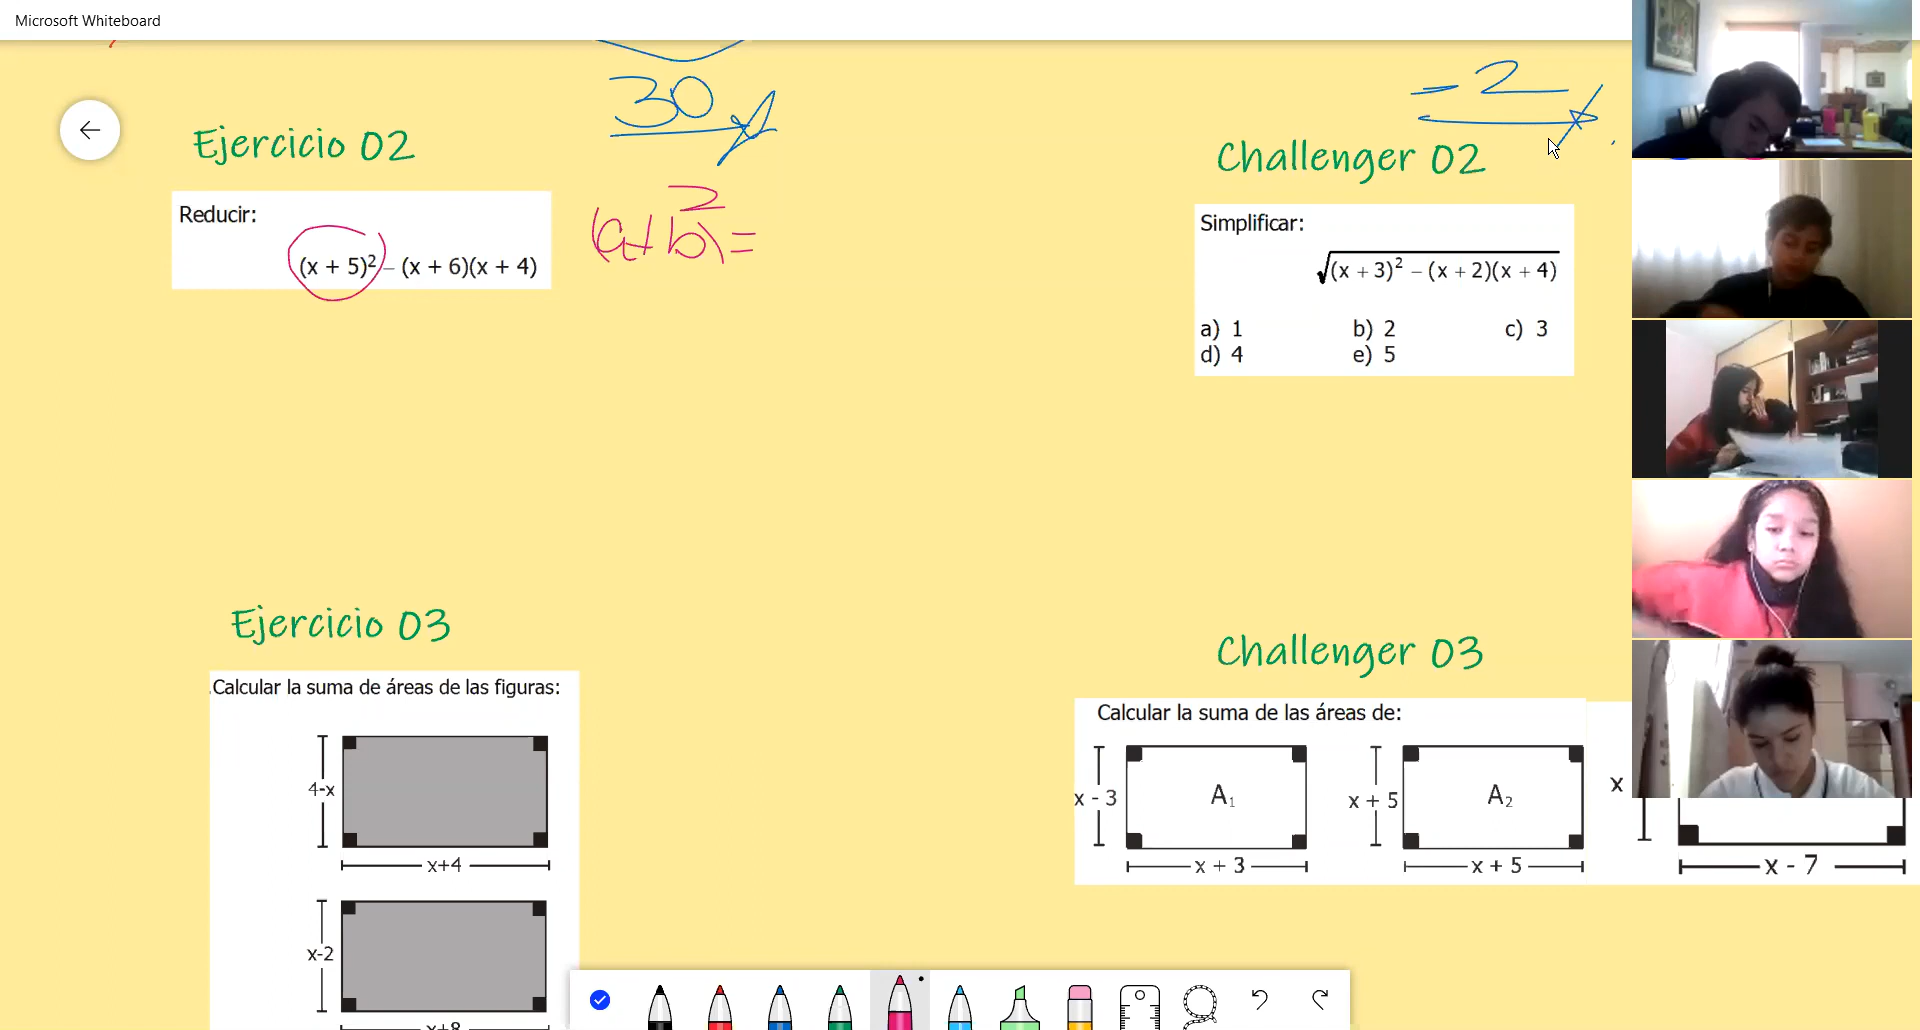 Microsoft Whiteboard
30
= 2
Ejercicio 02
Challenger 02
Reducir:
(x + 5)² – (x + 6)(x + 4)
(a+b)² =
Simplificar:
√(x + 3)² – (x + 2)(x + 4)
a) 1 b) 2 c) 3
d) 4 e) 5
Ejercicio 03
Challenger 03
Calcular la suma de áreas de las figuras:
4-x
x+4
x-2
x+8
Calcular la suma de las áreas de:
x - 3
A₁
x + 3
x + 5
A₂
x + 5
x
x - 7